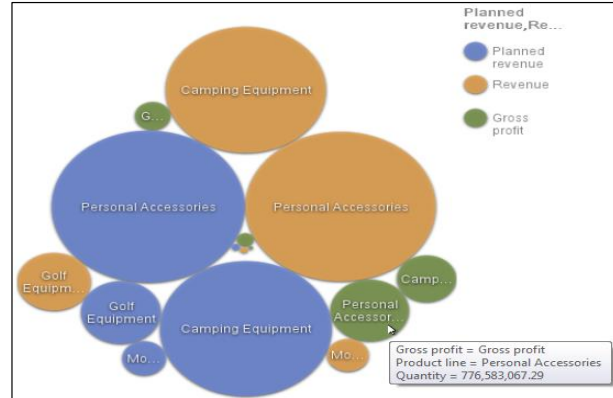 Planned
revenue,Re...
Planned
revenue
Revenue
Gross
profit
Camping Equipment
G...
Personal Accessories
Personal Accessories
Golf
Equipm...
Golf
Equipment
Camping Equipment
Personal
Accessor...
Camp...
Mo...
Mo...
Gross profit = Gross profit
Product line = Personal Accessories
Quantity = 776,583,067.29